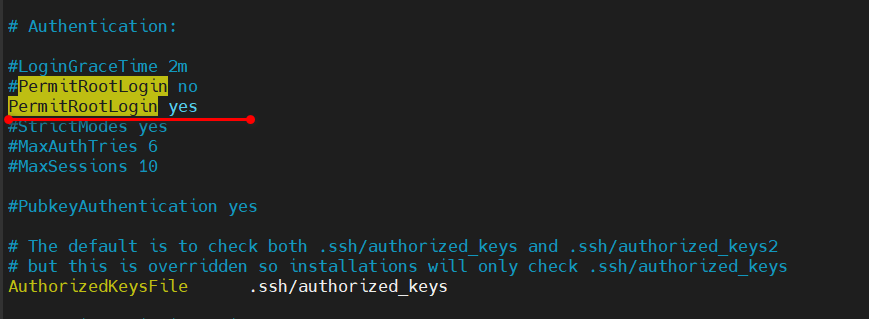 # Authentication:
#LoginGraceTime 2m
#PermitRootLogin no
PermitRootLogin yes
#StrictModes yes
#MaxAuthTries 6
#MaxSessions 10
#PubkeyAuthentication yes
# The default is to check both .ssh/authorized_keys and .ssh/authorized_keys2
# but this is overridden so installations will only check .ssh/authorized_keys
AuthorizedKeysFile      .ssh/authorized_keys